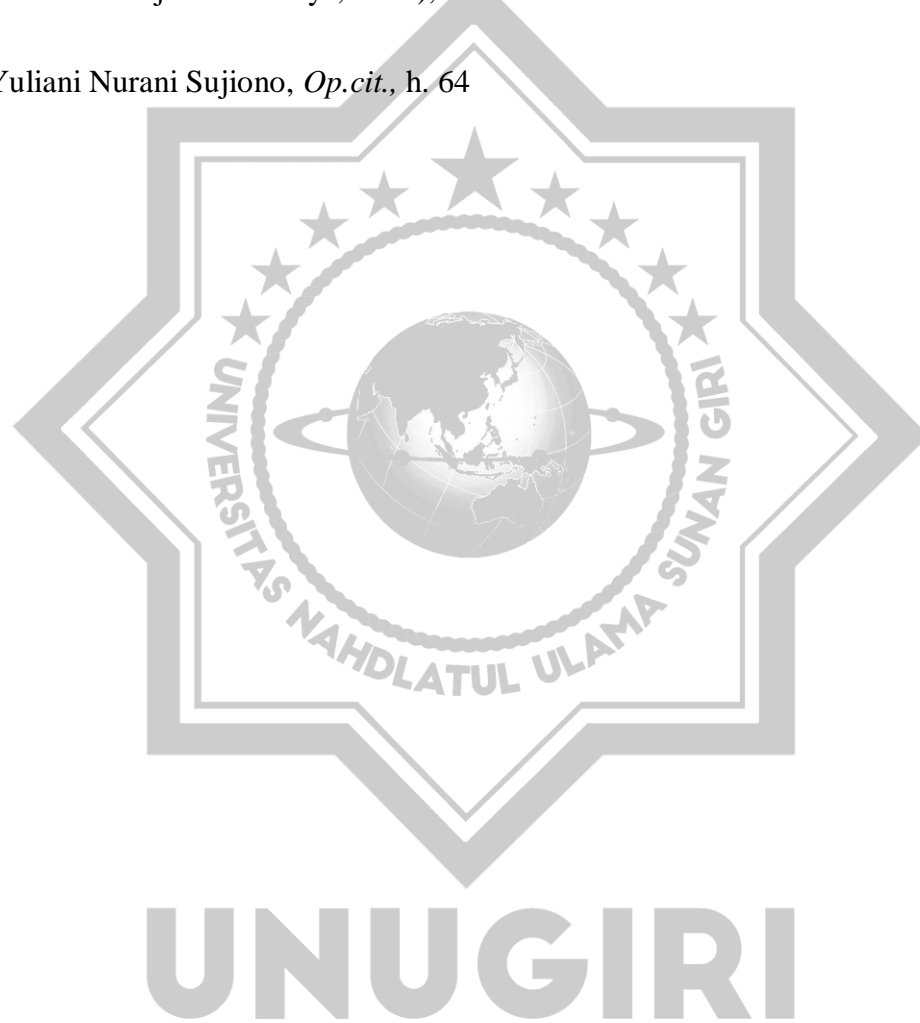 Yuliani Nurani Sujiono, Op.cit., h. 64
UNIVERSITAS NAHDLATUL ULAMA SUNAN GIRI
UNUGIRI